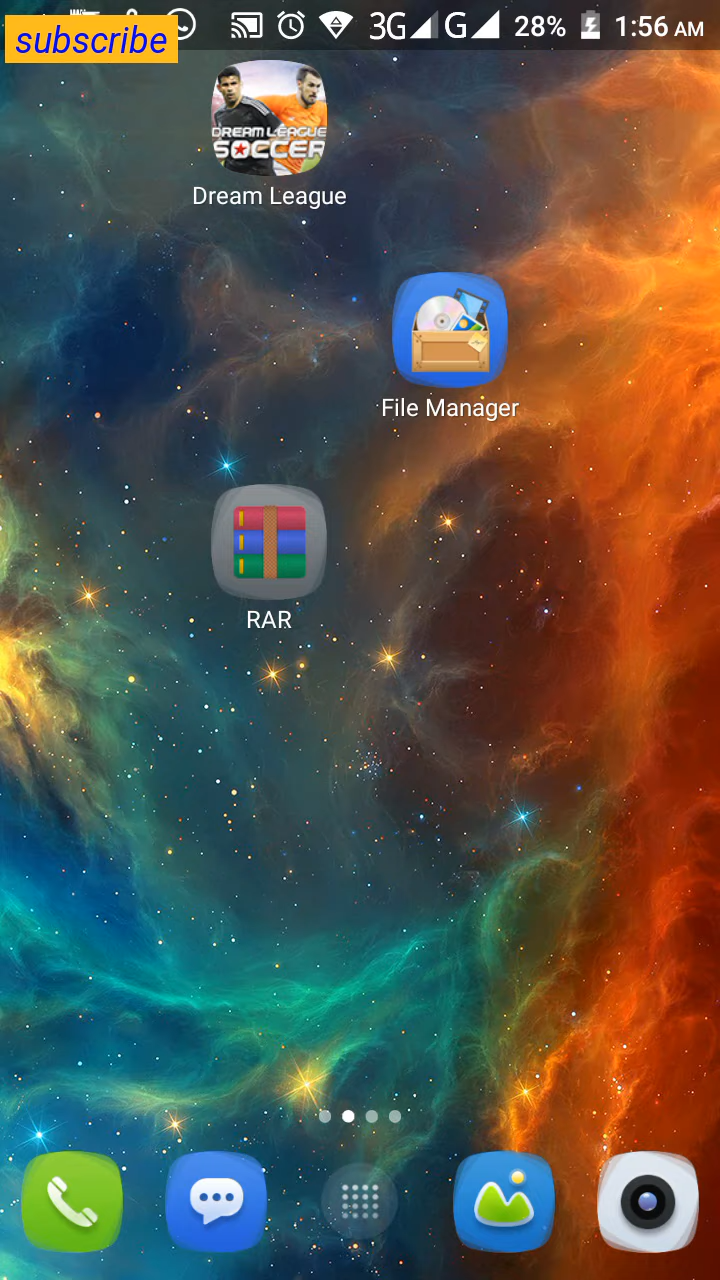 subscribe
3G G 28% 1:56 AM
DREAM LEAGUE
SOCCER
Dream League
File Manager
RAR